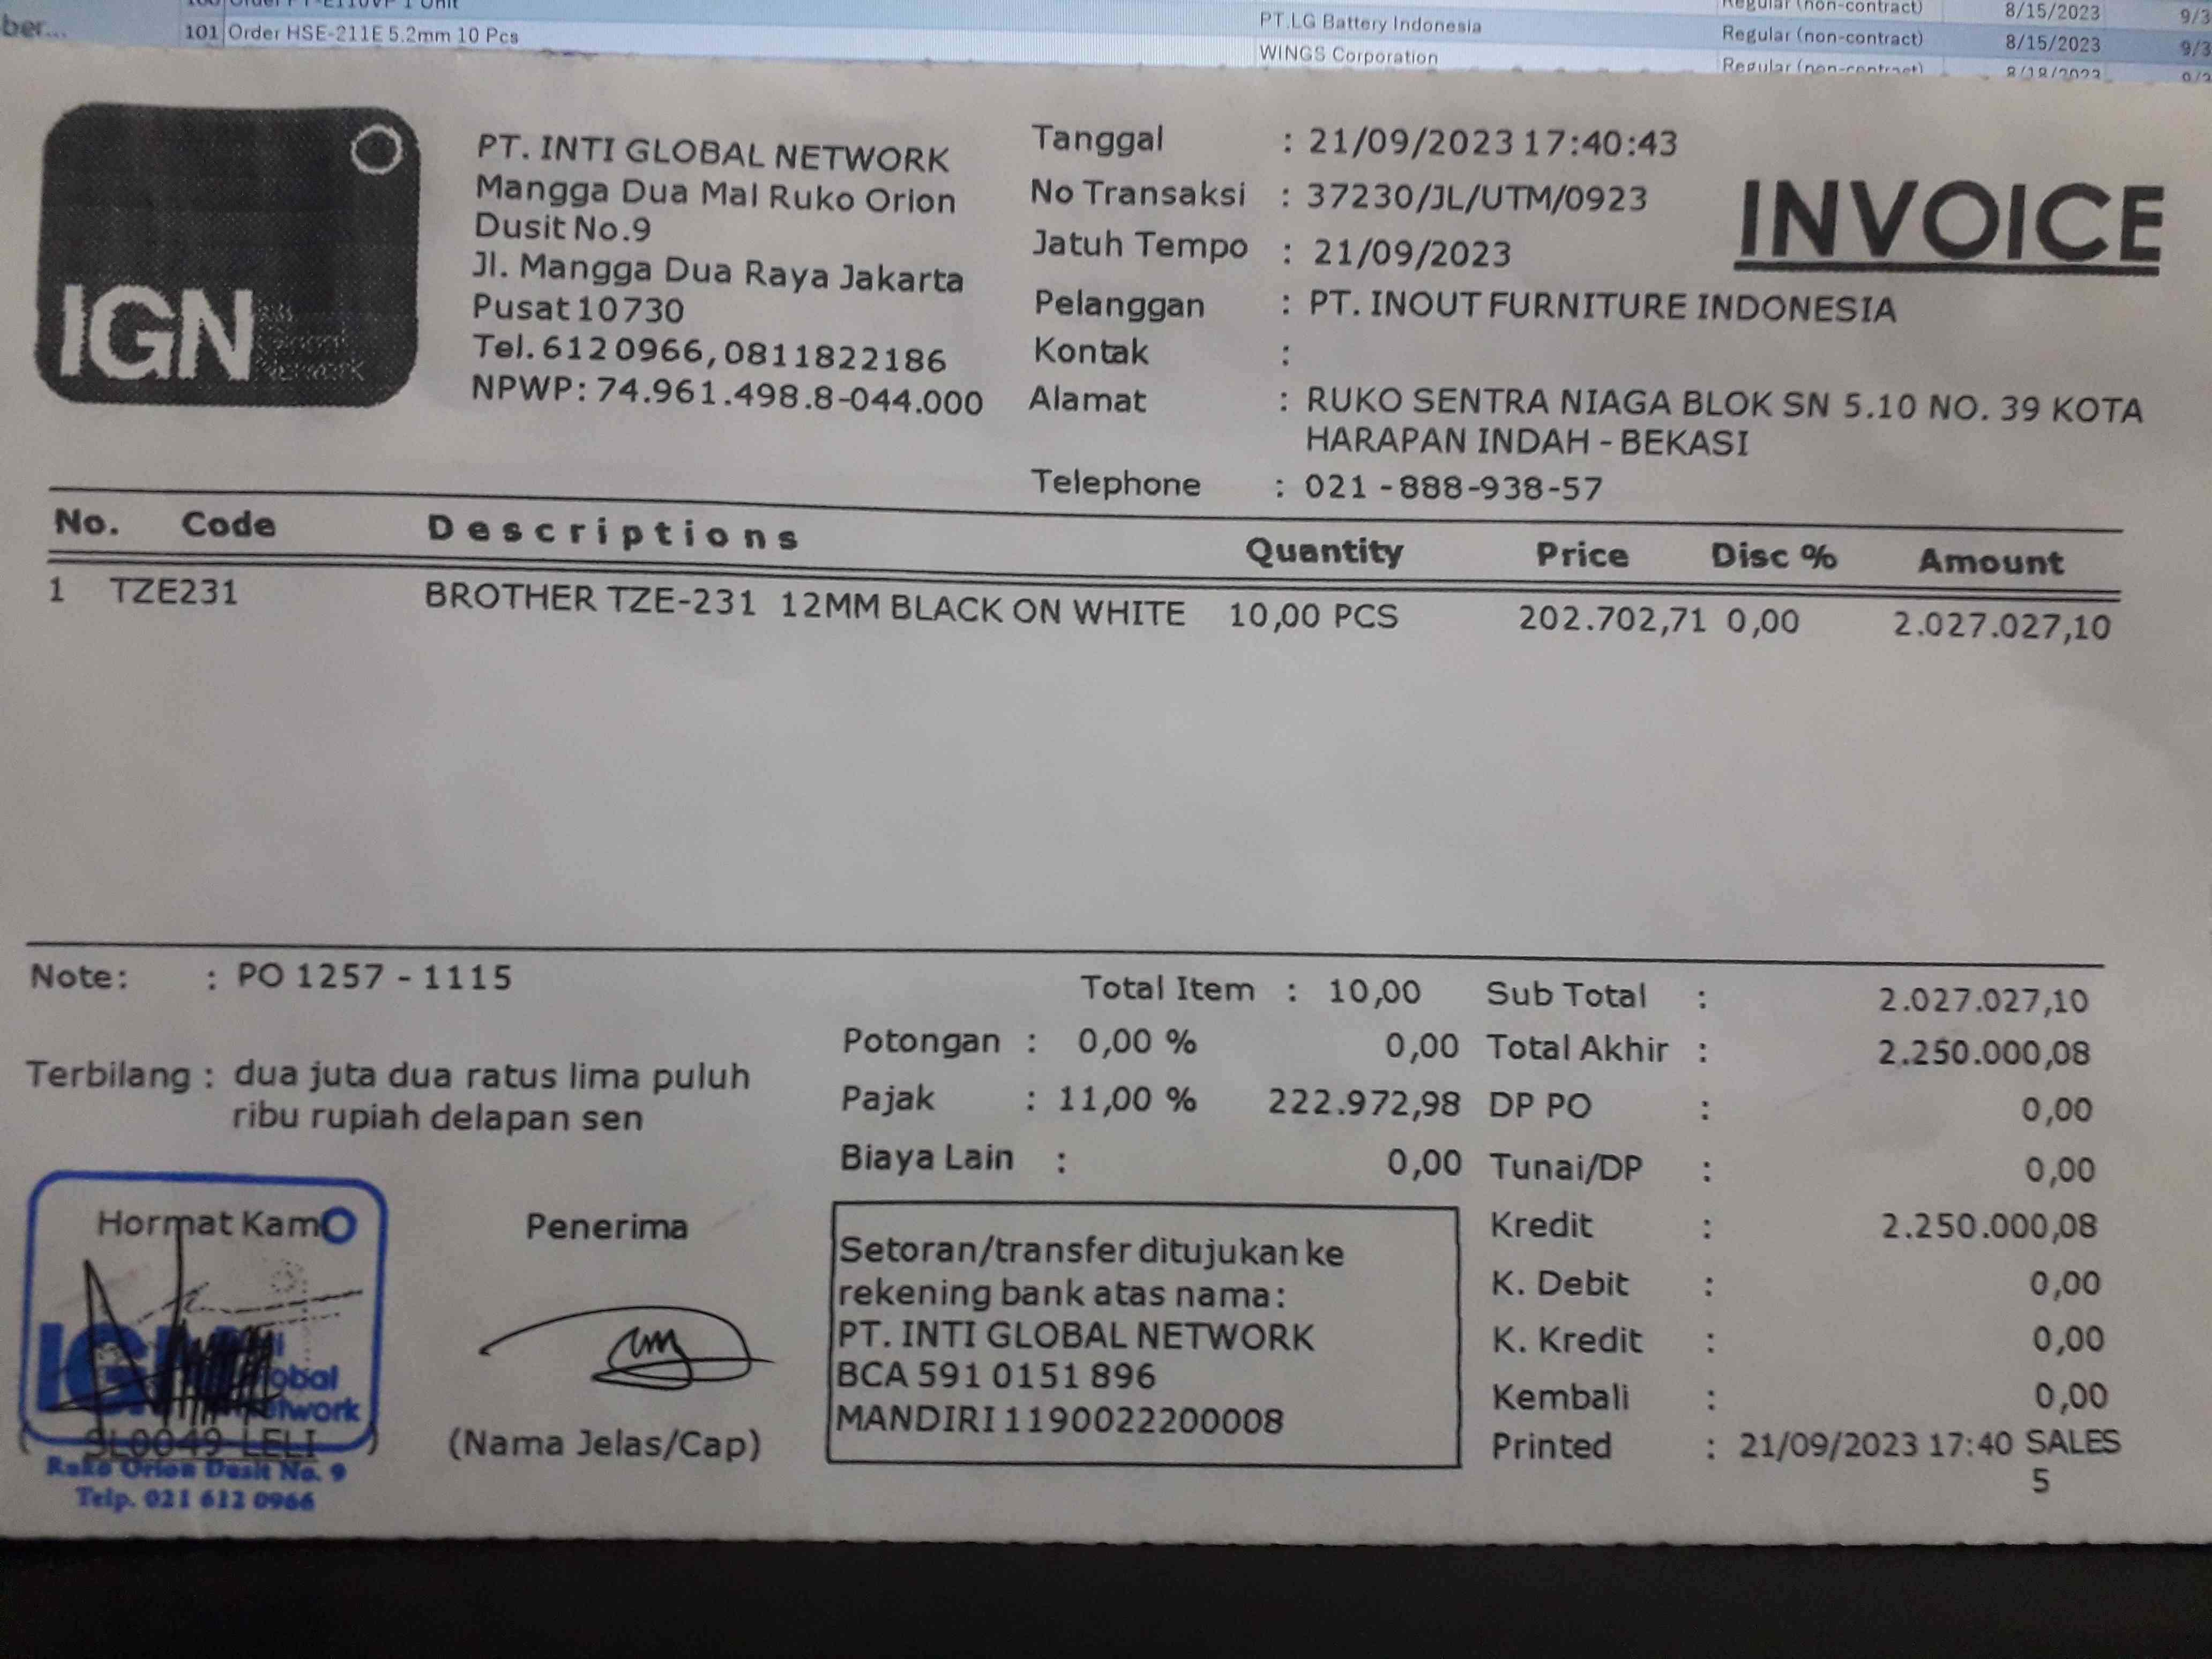 ber...
101 Order HSE-211E 5.2mm 10 Pcs
PT.LG Battery Indonesia
WINGS Corporation
Regular (non-contract) 8/15/2023
Regular (non-contract) 8/15/2023
Regular (non-contract) 8/18/2023
IGN
PT. INTI GLOBAL NETWORK
Mangga Dua Mal Ruko Orion
Dusit No.9
Jl. Mangga Dua Raya Jakarta
Pusat 10730
Tel. 612 0966, 0811822186
NPWP: 74.961.498.8-044.000
Tanggal : 21/09/2023 17:40:43
No Transaksi : 37230/JL/UTM/0923
Jatuh Tempo : 21/09/2023
Pelanggan : PT. INOUT FURNITURE INDONESIA
Kontak :
Alamat : RUKO SENTRA NIAGA BLOK SN 5.10 NO. 39 KOTA
HARAPAN INDAH - BEKASI
Telephone : 021 - 888-938-57
INVOICE
No. Code Descriptions Quantity Price Disc % Amount
1 TZE231 BROTHER TZE-231 12MM BLACK ON WHITE 10,00 PCS 202.702,71 0,00 2.027.027,10
Note: : PO 1257 - 1115
Terbilang : dua juta dua ratus lima puluh
ribu rupiah delapan sen
Total Item : 10,00
Potongan : 0,00 % 0,00
Pajak : 11,00 % 222.972,98
Biaya Lain : 0,00
Sub Total : 2.027.027,10
Total Akhir : 2.250.000,08
DP PO : 0,00
Tunai/DP : 0,00
Kredit : 2.250.000,08
K. Debit : 0,00
K. Kredit : 0,00
Kembali : 0,00
Printed : 21/09/2023 17:40 SALES
5
Hormat Kam
SL0049 LELI
Ruko Orion Dusit No. 9
Telp. 021 612 0966
Penerima
(Nama Jelas/Cap)
Setoran/transfer ditujukan ke
rekening bank atas nama:
PT. INTI GLOBAL NETWORK
BCA 591 0151 896
MANDIRI 1190022200008